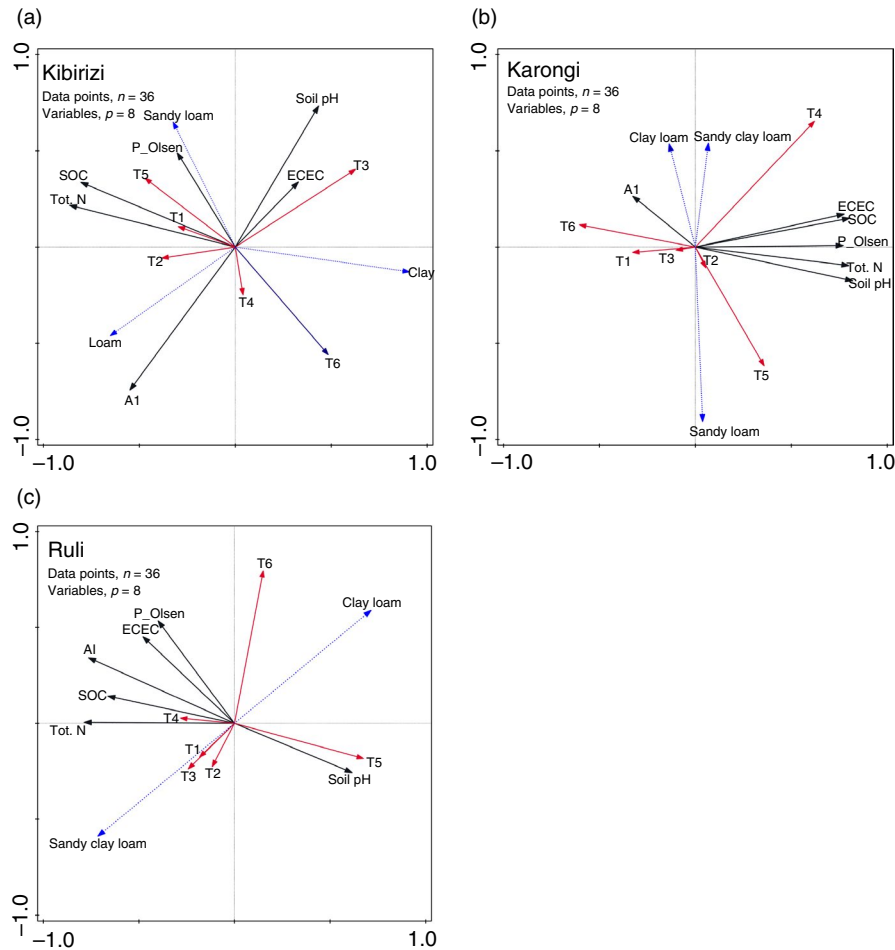 (a)
1.0
Kibirizi
Data points, n = 36
Variables, p = 8
Sandy loam
Soil pH
P_Olsen
SOC
T5
ECEC
T3
Tot. N
T1
T2
Clay
T4
Loam
T6
A1
–1.0
–1.0
1.0
(b)
1.0
Karongi
Data points, n = 36
Variables, p = 8
T4
Clay loam
Sandy clay loam
A1
ECEC
SOC
T6
P_Olsen
T1
T3
T2
Tot. N
Soil pH
T5
Sandy loam
–1.0
–1.0
1.0
(c)
1.0
Ruli
Data points, n = 36
Variables, p = 8
T6
P_Olsen
Clay loam
ECEC
AI
SOC
T4
Tot. N
T1
T3
T2
T5
Soil pH
Sandy clay loam
–1.0
–1.0
1.0